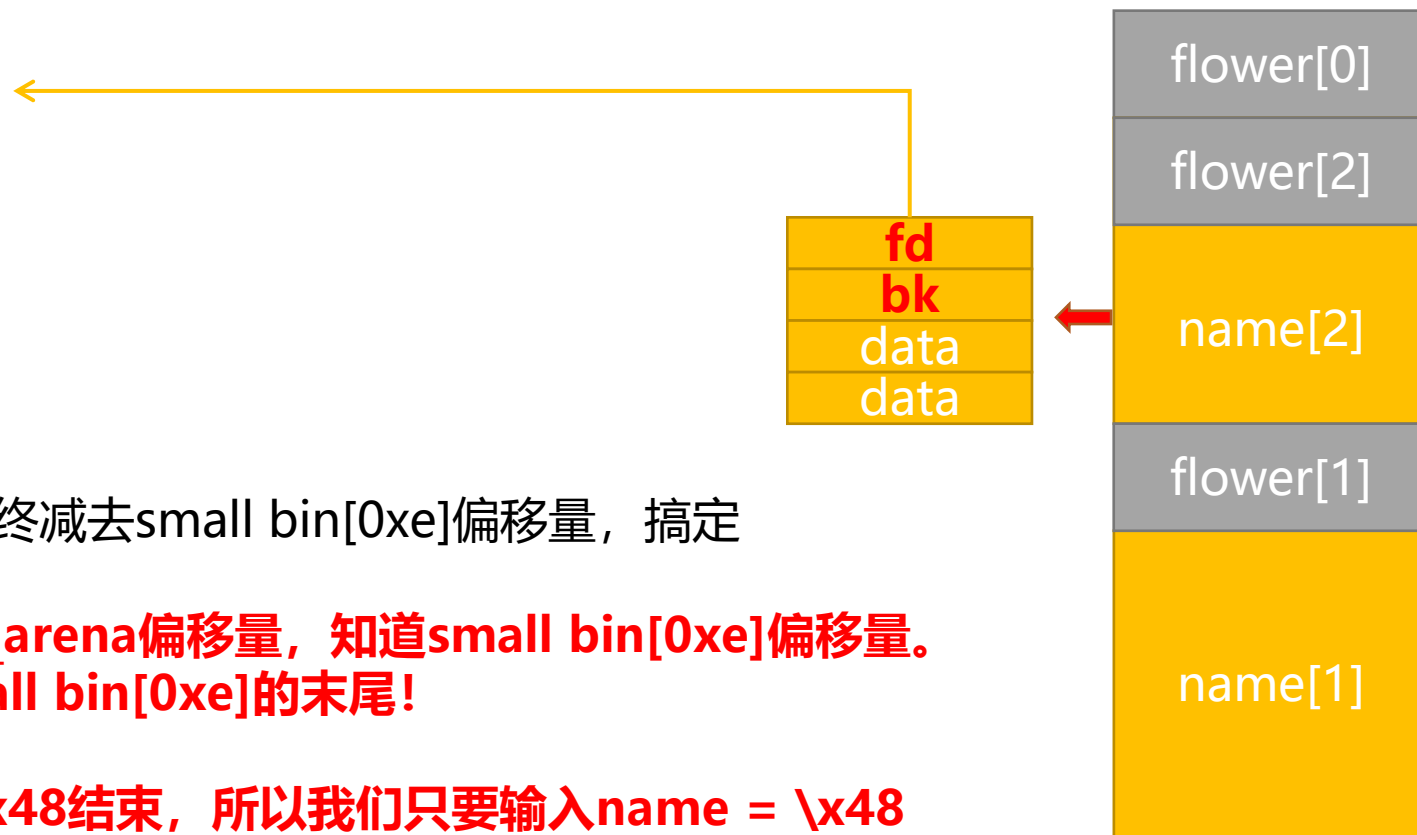 flower[0]
flower[2]
fd
bk
data
data
name[2]
flower[1]
终减去small bin[0xe]偏移量，搞定
_arena偏移量，知道small bin[0xe]偏移量。
all bin[0xe]的末尾！
name[1]
x48结束，所以我们只要输入name = \x48